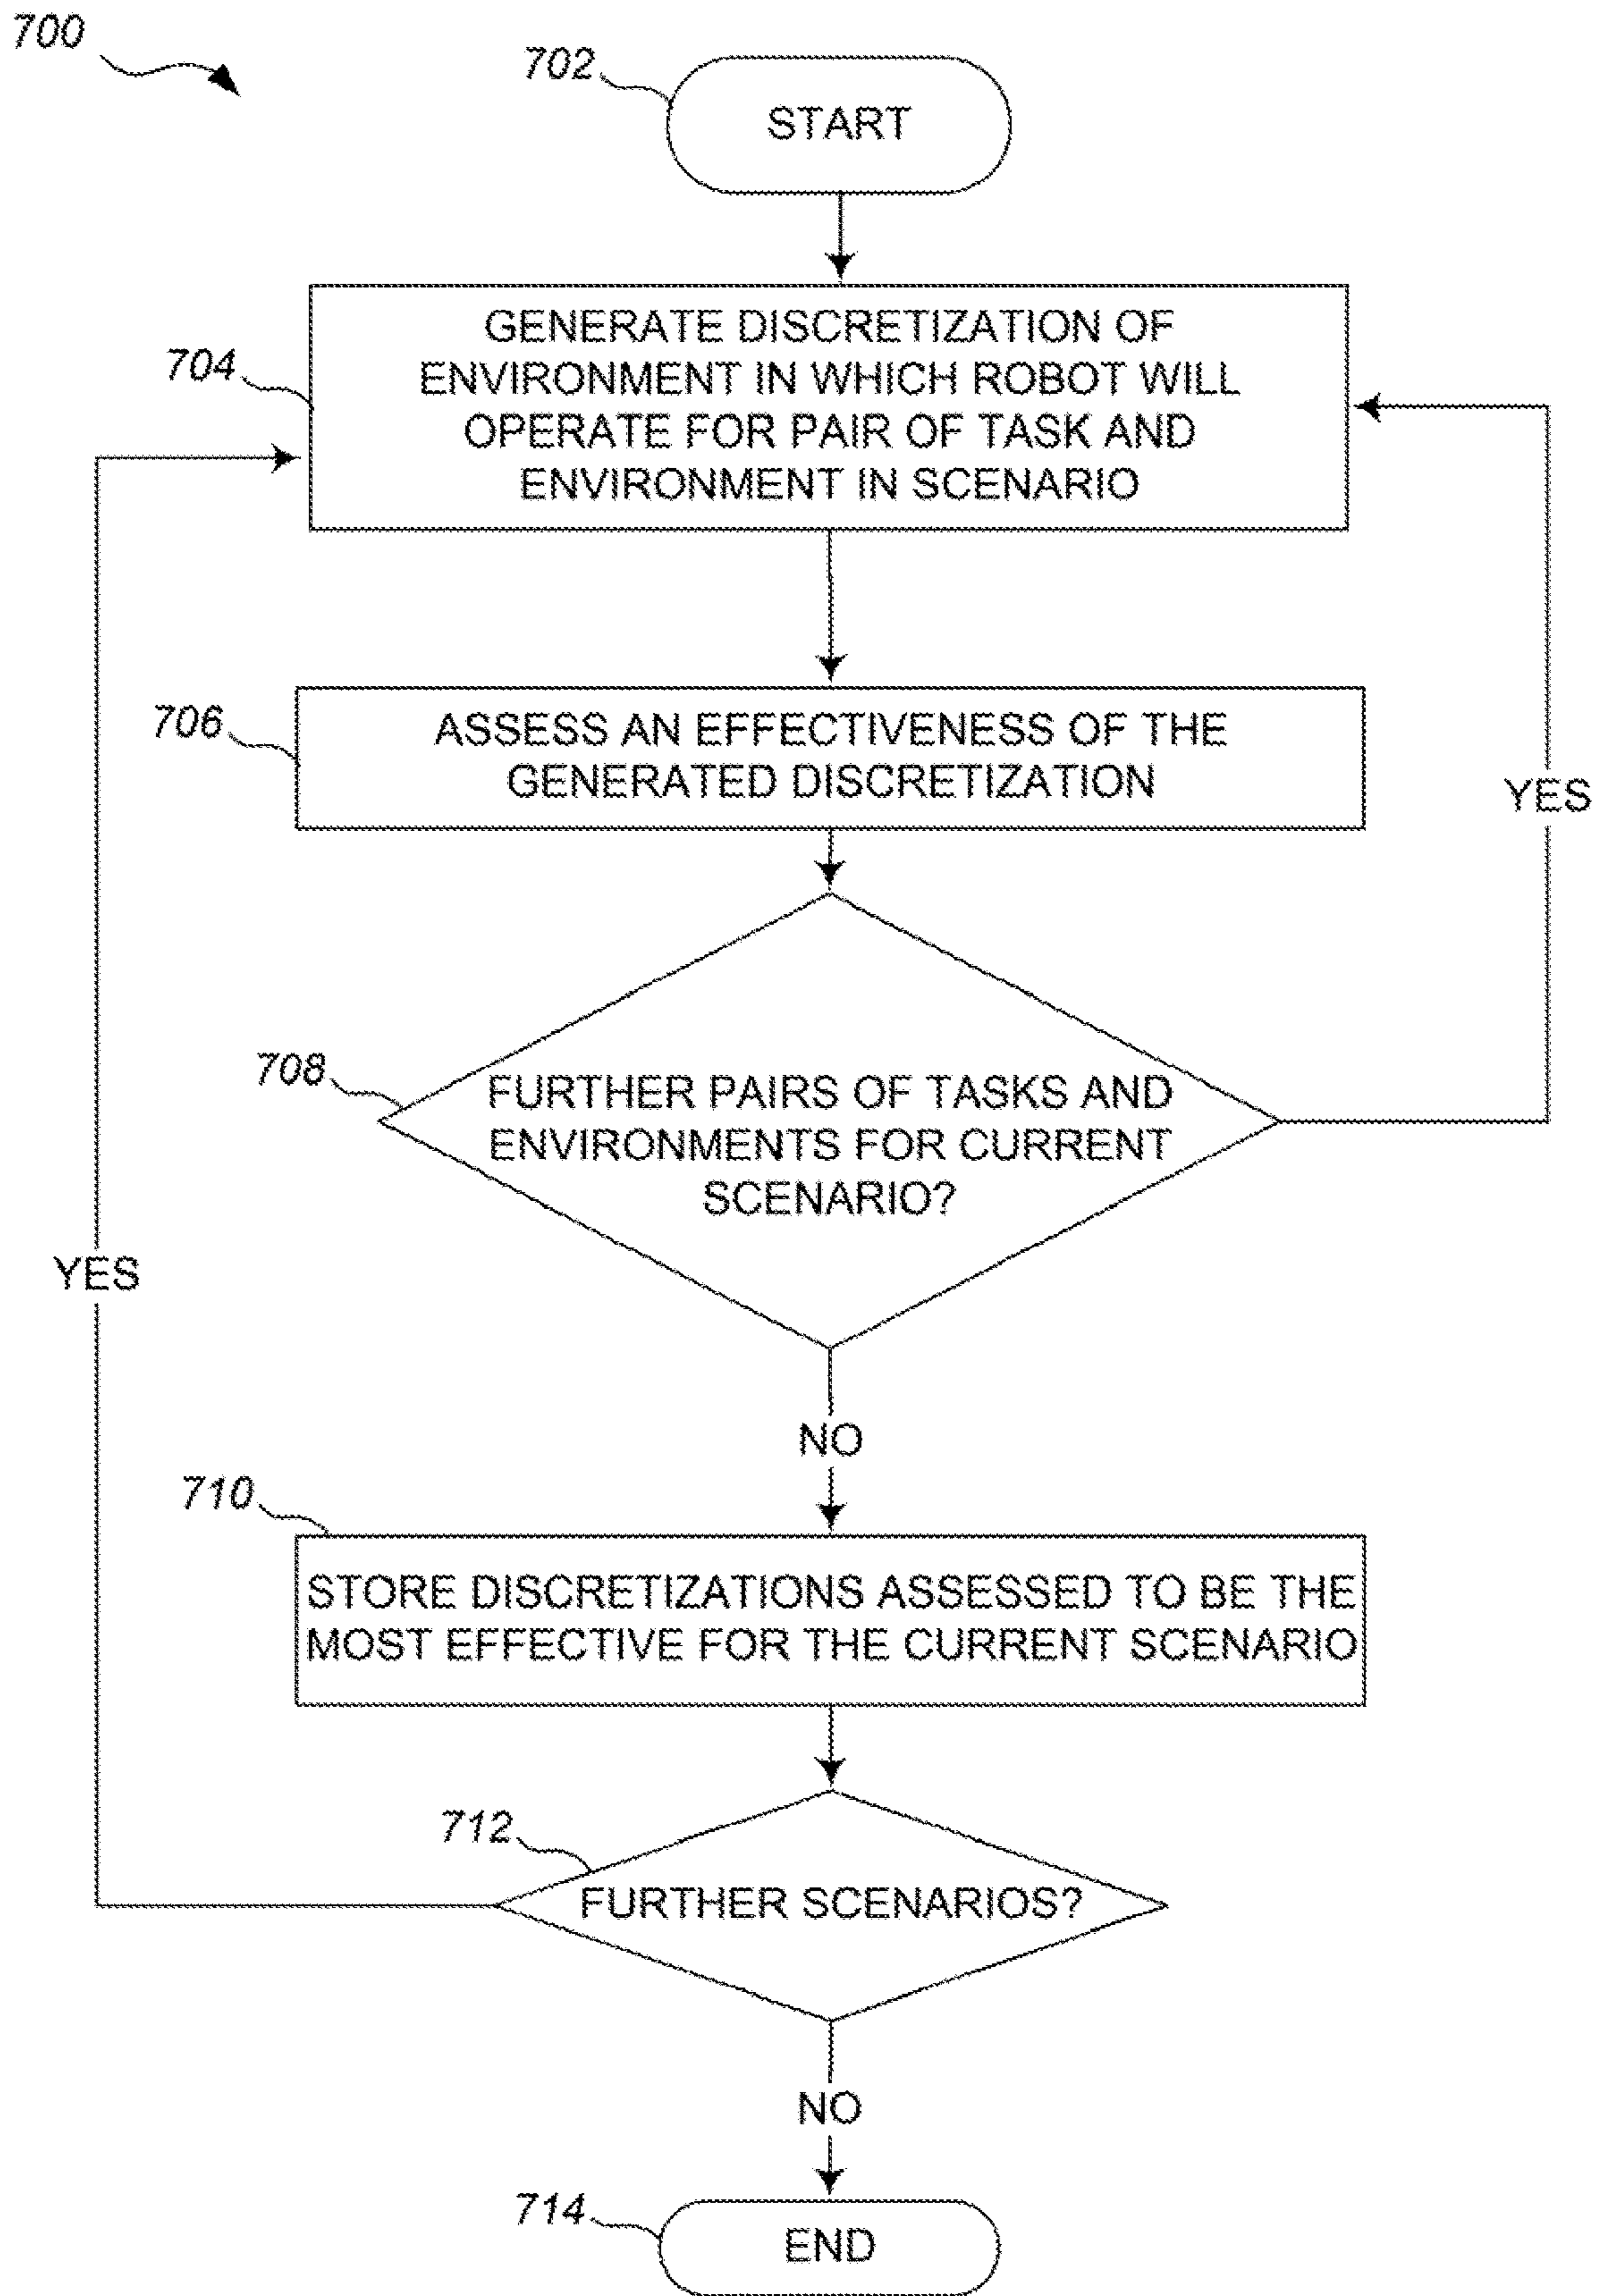 700
702
START
704
GENERATE DISCRETIZATION OF
ENVIRONMENT IN WHICH ROBOT WILL
OPERATE FOR PAIR OF TASK AND
ENVIRONMENT IN SCENARIO
706
ASSESS AN EFFECTIVENESS OF THE
GENERATED DISCRETIZATION
YES
708
FURTHER PAIRS OF TASKS AND
ENVIRONMENTS FOR CURRENT
SCENARIO?
YES
NO
710
STORE DISCRETIZATIONS ASSESSED TO BE THE
MOST EFFECTIVE FOR THE CURRENT SCENARIO
712
FURTHER SCENARIOS?
NO
714
END